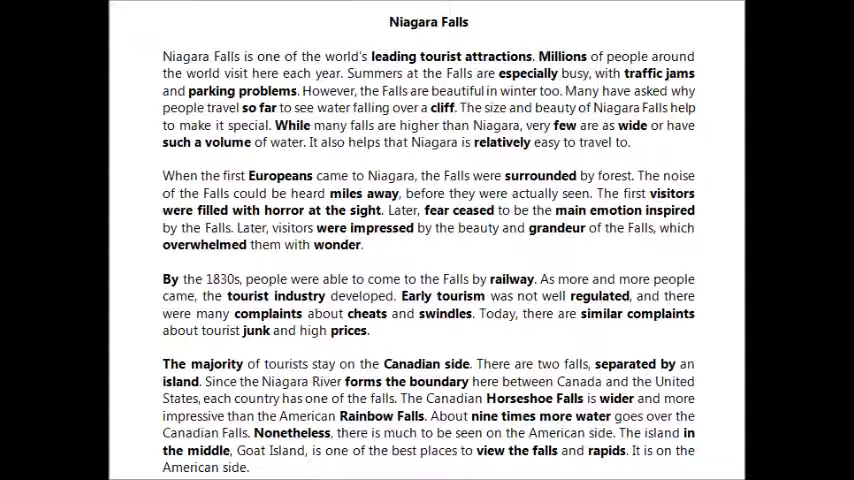 Niagara Falls
Niagara Falls is one of the world's leading tourist attractions. Millions of people around
the world visit here each year. Summers at the Falls are especially busy, with traffic jams
and parking problems. However, the Falls are beautiful in winter too. Many have asked why
people travel so far to see water falling over a cliff. The size and beauty of Niagara Falls help
to make it special. While many falls are higher than Niagara, very few are as wide or have
such a volume of water. It also helps that Niagara is relatively easy to travel to.
When the first Europeans came to Niagara, the Falls were surrounded by forest. The noise
of the Falls could be heard miles away, before they were actually seen. The first visitors
were filled with horror at the sight. Later, fear ceased to be the main emotion inspired
by the Falls. Later, visitors were impressed by the beauty and grandeur of the Falls, which
overwhelmed them with wonder.
By the 1830s, people were able to come to the Falls by railway. As more and more people
came, the tourist industry developed. Early tourism was not well regulated, and there
were many complaints about cheats and swindles. Today, there are similar complaints
about tourist junk and high prices.
The majority of tourists stay on the Canadian side. There are two falls, separated by an
island. Since the Niagara River forms the boundary here between Canada and the United
States, each country has one of the falls. The Canadian Horseshoe Falls is wider and more
impressive than the American Rainbow Falls. About nine times more water goes over the
Canadian Falls. Nonetheless, there is much to be seen on the American side. The island in
the middle, Goat Island, is one of the best places to view the falls and rapids. It is on the
American side.